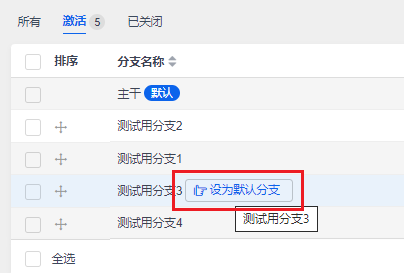 所有 激活 5 已关闭
排序 分支名称
主干 默认
测试用分支2
测试用分支1
测试用分支3 设为默认分支
测试用分支3
测试用分支4
全选